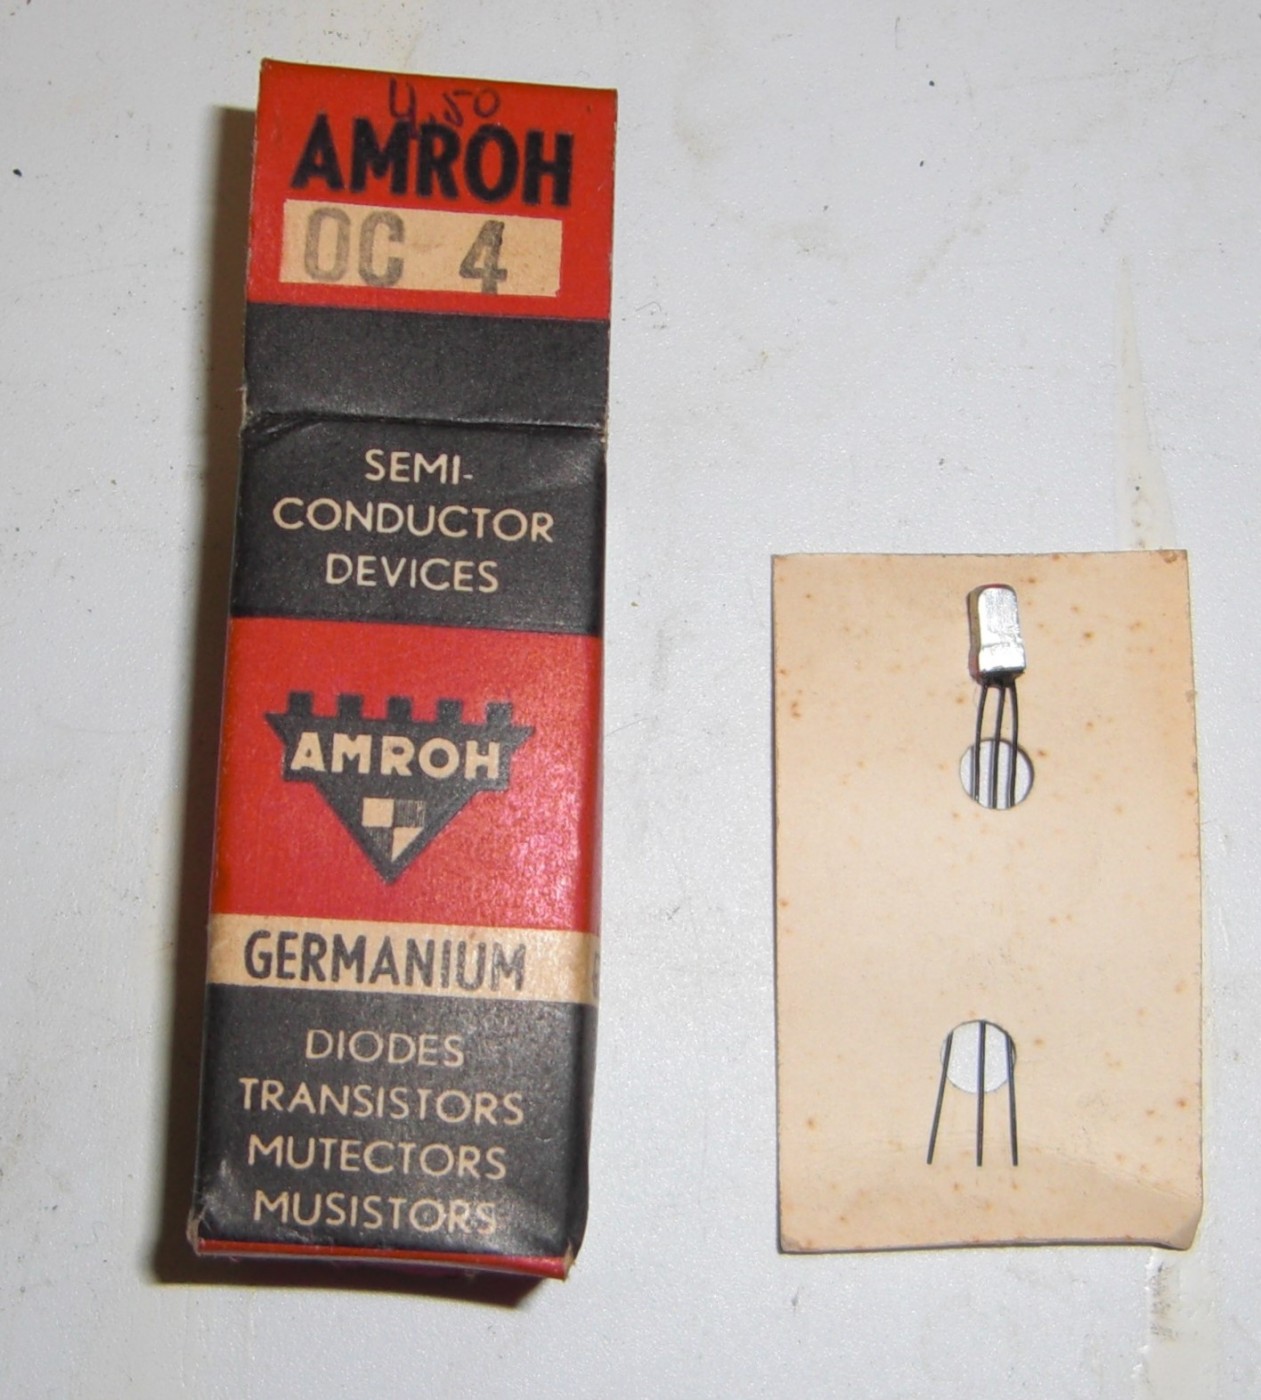 4.50
AMROH
OC 4
SEMI-
CONDUCTOR
DEVICES
AMROH
GERMANIUM
DIODES
TRANSISTORS
MUTECTORS
MUSISTORS